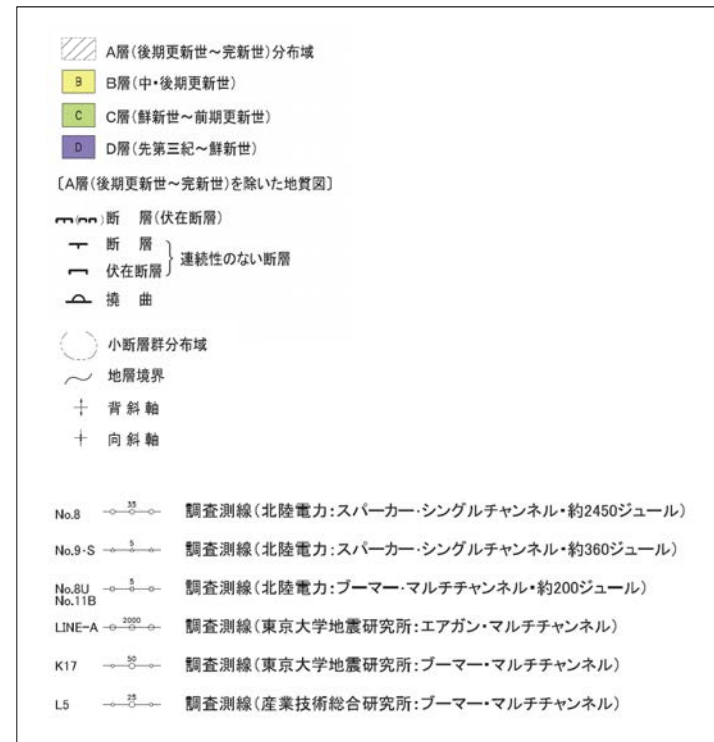 A層(後期更新世~完新世)分布域
B B層(中・後期更新世)
C C層(鮮新世~前期更新世)
D D層(先第三紀~鮮新世)
〔A層(後期更新世~完新世)を除いた地質図〕
断 層(伏在断層)
断 層
連続性のない断層
伏在断層
撓 曲
小断層群分布域
地層境界
背斜軸
向斜軸
No.8 35 調査測線(北陸電力:スパーカー・シングルチャンネル・約2450ジュール)
No.9・S 5 調査測線(北陸電力:スパーカー・シングルチャンネル・約360ジュール)
No.8U 5 調査測線(北陸電力:ブーマー・マルチチャンネル・約200ジュール)
No.11B
LINE-A 2000 調査測線(東京大学地震研究所:エアガン・マルチチャンネル)
K17 50 調査測線(東京大学地震研究所:ブーマー・マルチチャンネル)
L5 25 調査測線(産業技術総合研究所:ブーマー・マルチチャンネル)